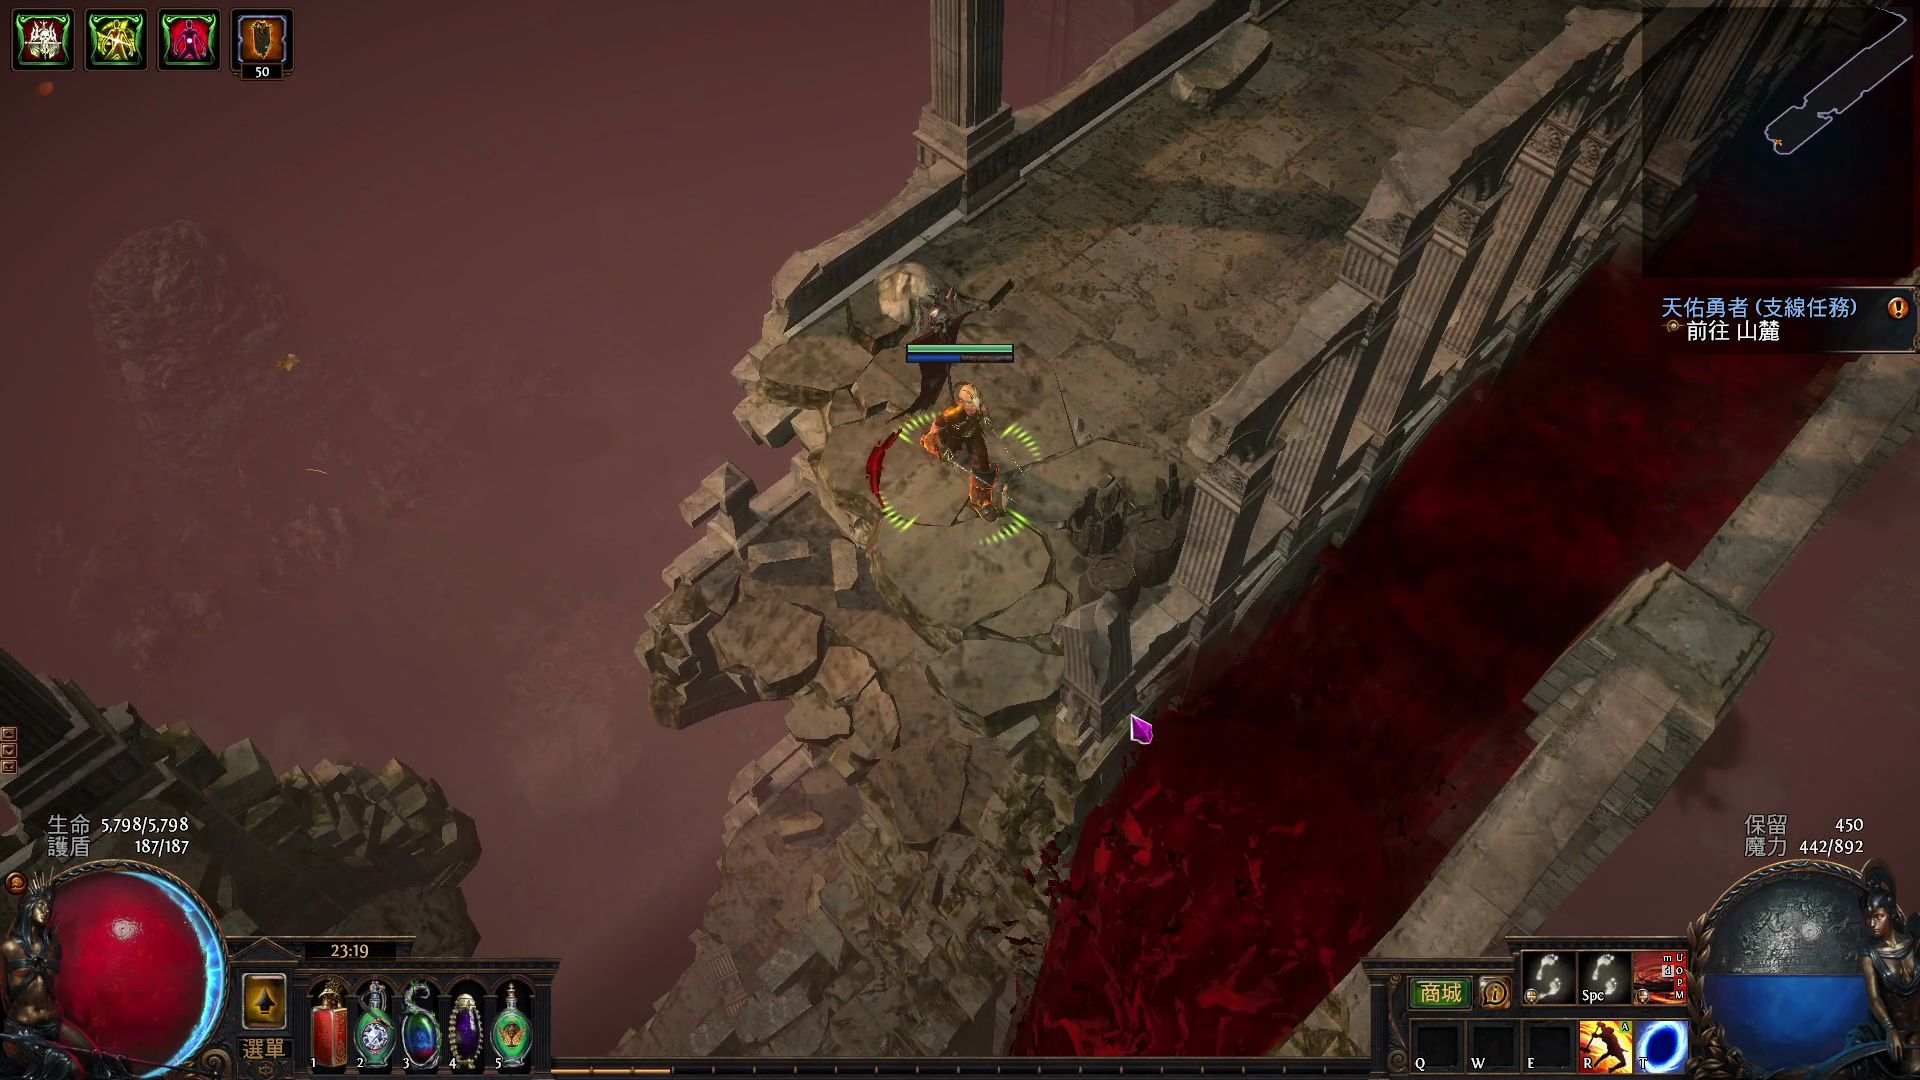 50
天佑勇者 (支線任務)
前往 山麓
生命 5,798/5,798
護盾 187/187
保留 450
魔力 442/892
23:19
選單
1 2 3 4 5
商城
Spc
m U
d O
P
M
Q W E R A T